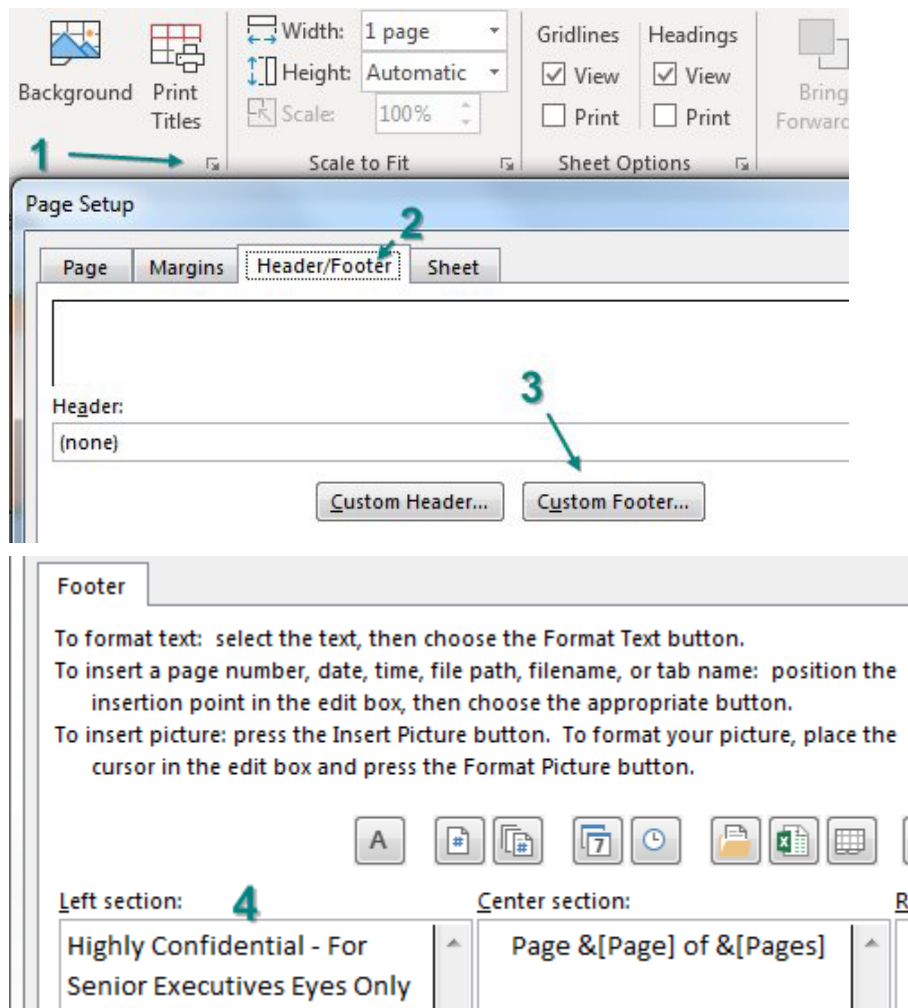 Width: 1 page Gridlines Headings
Height: Automatic View View
Background Print Bring
Titles Scale: 100% Print Print Forward
1 Scale to Fit Sheet Options
Page Setup
2
Page Margins Header/Footer Sheet
3
Header:
(none)
Custom Header... Custom Footer...
Footer
To format text: select the text, then choose the Format Text button.
To insert a page number, date, time, file path, filename, or tab name: position the
insertion point in the edit box, then choose the appropriate button.
To insert picture: press the Insert Picture button. To format your picture, place the
cursor in the edit box and press the Format Picture button.
A # # 7 X
Left section: 4 Center section: R
Highly Confidential - For Page &[Page] of &[Pages]
Senior Executives Eyes Only